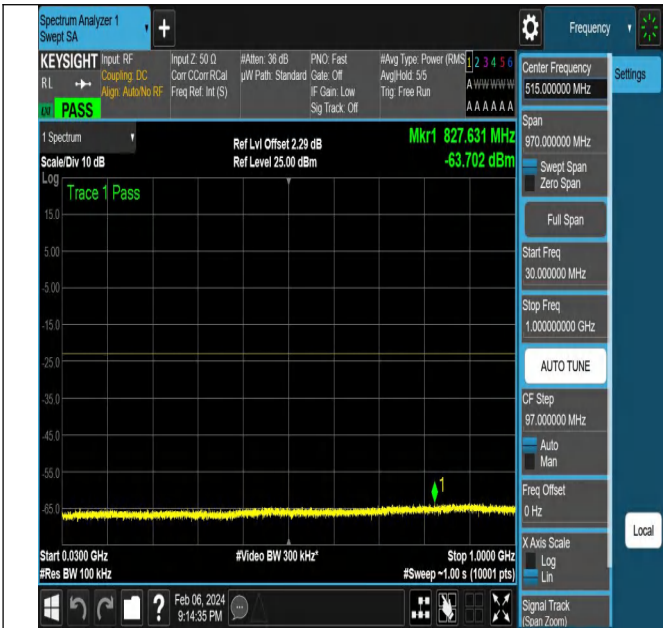 Spectrum Analyzer 1
Swept SA
+
Frequency
KEYSIGHT
RL
PASS
Input: RF
Coupling: DC
Align: Auto/No RF
Input Z: 50 Ω
Corr CCorr RCal
Freq Ref: Int (S)
#Atten: 36 dB
µW Path: Standard
PNO: Fast
Gate: Off
IF Gain: Low
Sig Track: Off
#Avg Type: Power (RMS
Avg|Hold: 5/5
Trig: Free Run
1 2 3 4 5 6
A W W W W W
A A A A A A
1 Spectrum
Scale/Div 10 dB
Log
Ref Lvl Offset 2.29 dB
Ref Level 25.00 dBm
Mkr1 827.631 MHz
-63.702 dBm
Trace 1 Pass
15.0
5.00
-5.00
-15.0
-25.0
-35.0
-45.0
-55.0
-65.0
1
Start 0.0300 GHz
#Res BW 100 kHz
#Video BW 300 kHz*
Stop 1.0000 GHz
#Sweep ~1.00 s (10001 pts)
Center Frequency
515.000000 MHz
Settings
Span
970.000000 MHz
Swept Span
Zero Span
Full Span
Start Freq
30.000000 MHz
Stop Freq
1.000000000 GHz
AUTO TUNE
CF Step
97.000000 MHz
Auto
Man
Freq Offset
0 Hz
X Axis Scale
Log
Lin
Local
Signal Track
(Span Zoom)
?
Feb 06, 2024
9:14:35 PM